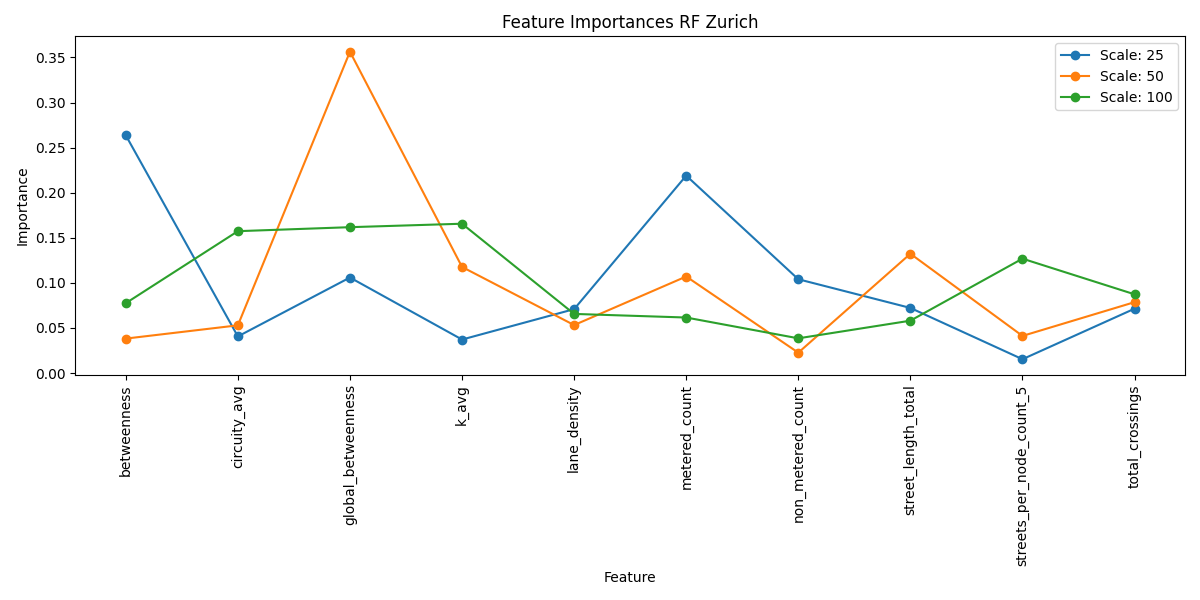 Feature Importances RF Zurich
Scale: 25
Scale: 50
Scale: 100
Importance
0.35
0.30
0.25
0.20
0.15
0.10
0.05
0.00
betweenness
circuity_avg
global_betweenness
k_avg
lane_density
metered_count
non_metered_count
street_length_total
streets_per_node_count_5
total_crossings
Feature